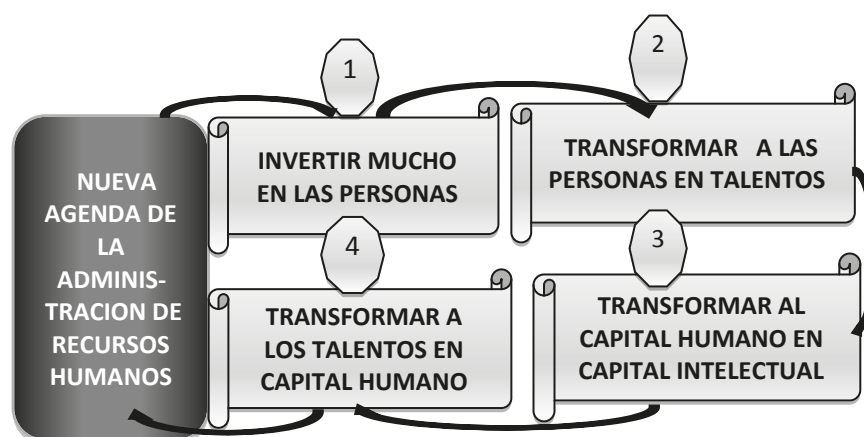 NUEVA
AGENDA DE
LA
ADMINIS-
TRACION DE
RECURSOS
HUMANOS
1
INVERTIR MUCHO
EN LAS PERSONAS
2
TRANSFORMAR A LAS
PERSONAS EN TALENTOS
3
TRANSFORMAR AL
CAPITAL HUMANO EN
CAPITAL INTELECTUAL
4
TRANSFORMAR A
LOS TALENTOS EN
CAPITAL HUMANO